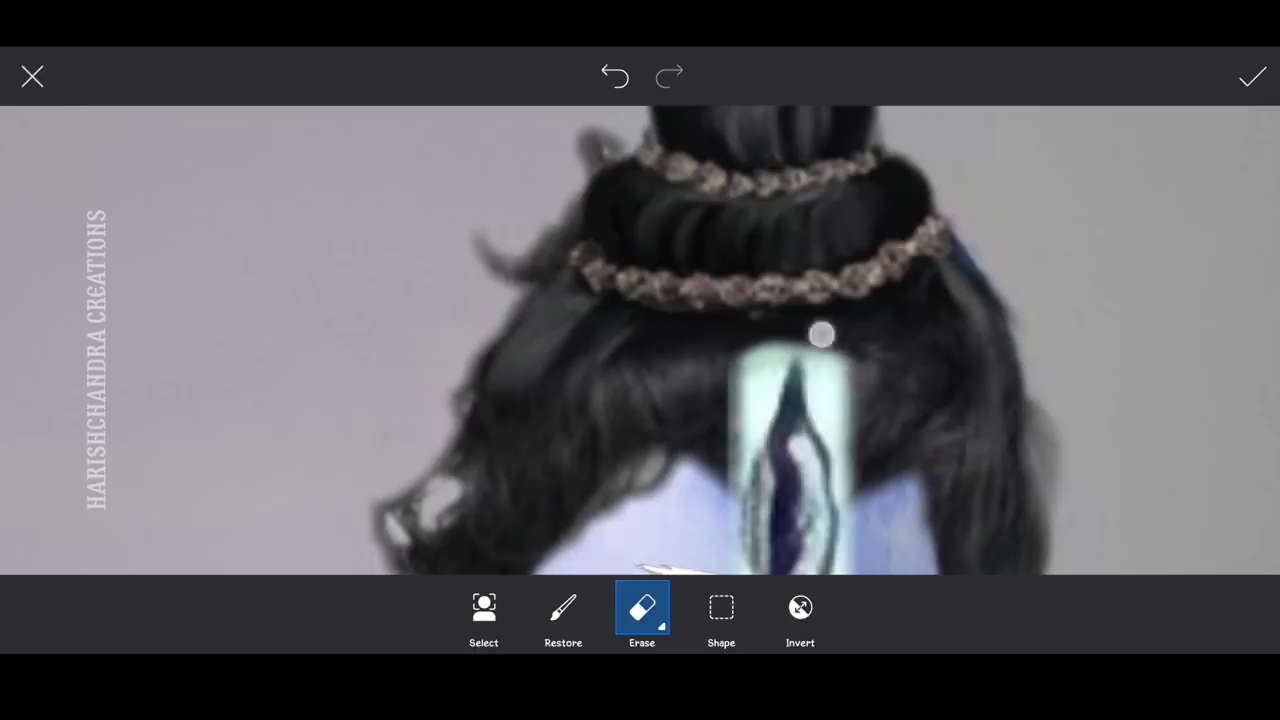 HARISHCHANDRA CREATIONS
Select
Restore
Erase
Shape
Invert